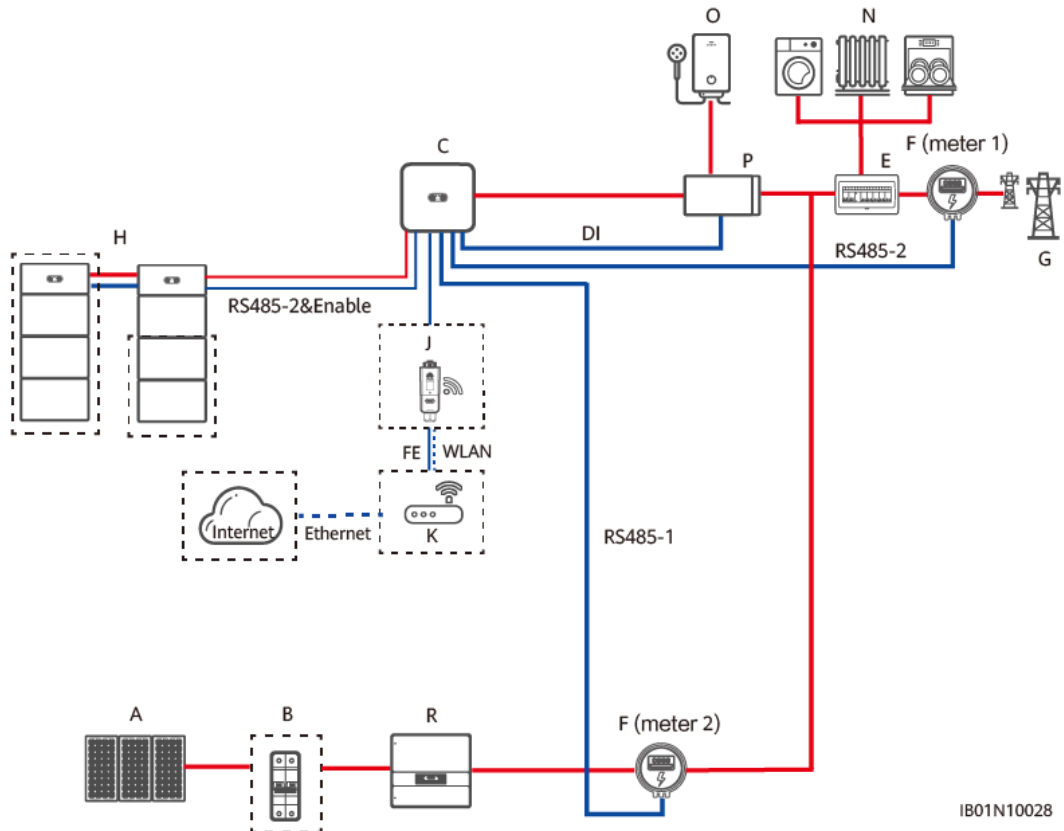 O
N
C
P
E
F (meter 1)
H
DI
RS485-2
G
RS485-2&Enable
J
FE
WLAN
Internet
Ethernet
K
RS485-1
A
B
R
F (meter 2)
IB01N10028